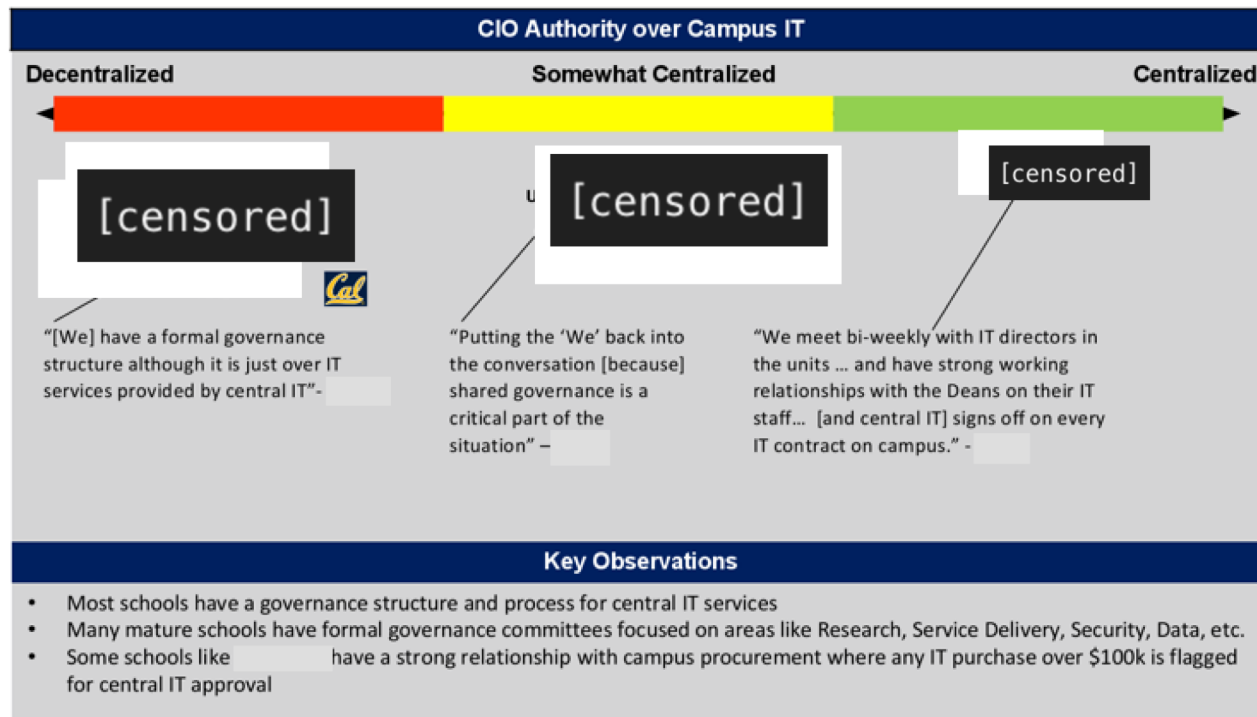 CIO Authority over Campus IT
Decentralized
Somewhat Centralized
Centralized
[censored]
U
[censored]
[censored]
Cal
“[We] have a formal governance
structure although it is just over IT
services provided by central IT”-
“Putting the ‘We’ back into
the conversation [because]
shared governance is a
critical part of the
situation” –
“We meet bi-weekly with IT directors in
the units … and have strong working
relationships with the Deans on their IT
staff… [and central IT] signs off on every
IT contract on campus.” -
Key Observations
• Most schools have a governance structure and process for central IT services
• Many mature schools have formal governance committees focused on areas like Research, Service Delivery, Security, Data, etc.
• Some schools like have a strong relationship with campus procurement where any IT purchase over $100k is flagged
for central IT approval